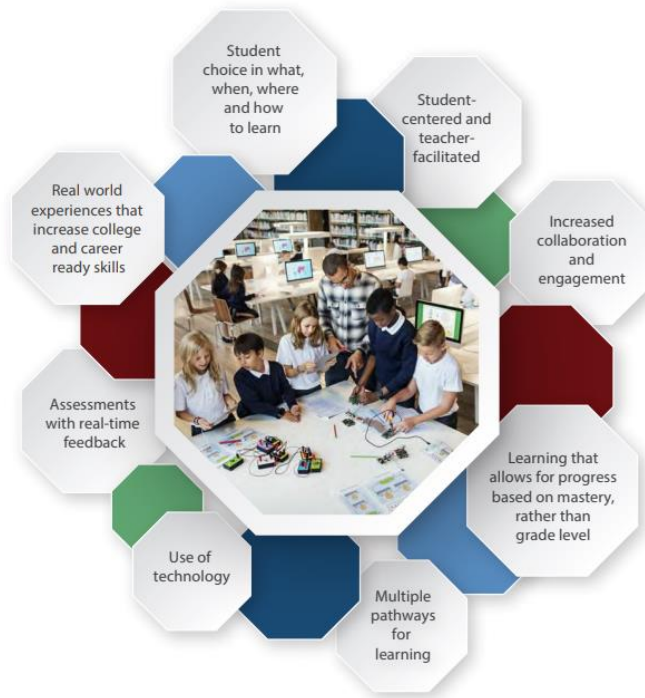 Student
choice in what,
when, where
and how
to learn
Student-
centered and
teacher-
facilitated
Increased
collaboration
and
engagement
Learning that
allows for progress
based on mastery,
rather than
grade level
Multiple
pathways
for
learning
Use of
technology
Assessments
with real-time
feedback
Real world
experiences that
increase college
and career
ready skills